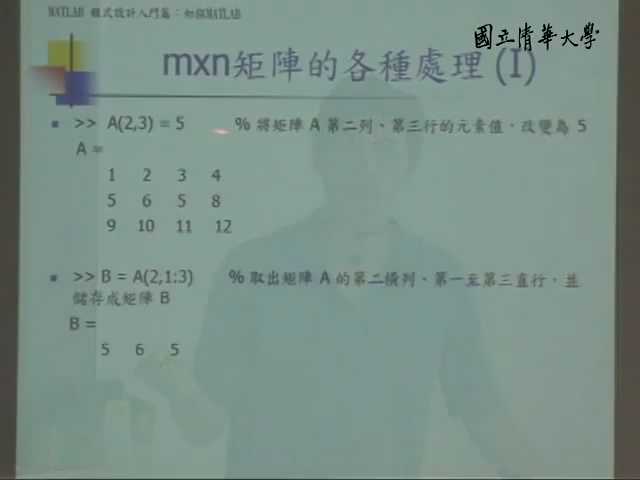 MATLAB 程式設計入門篇：初探MATLAB
國立清華大學
mxn矩陣的各種處理 (I)
>> A(2,3) = 5 % 將矩陣 A 第二列、第三行的元素值，改變為 5
A =
1 2 3 4
5 6 5 8
9 10 11 12
>> B = A(2,1:3) % 取出矩陣 A 的第二橫列、第一至第三直行，並
儲存成矩陣 B
B =
5 6 5